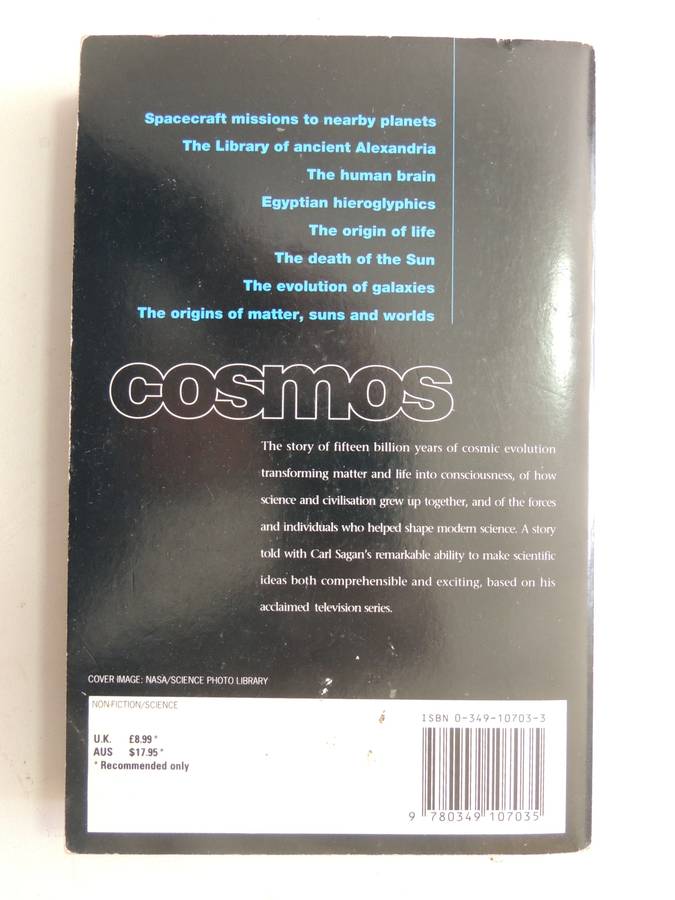 Spacecraft missions to nearby planets
The Library of ancient Alexandria
The human brain
Egyptian hieroglyphics
The origin of life
The death of the Sun
The evolution of galaxies
The origins of matter, suns and worlds
cosmos
The story of fifteen billion years of cosmic evolution
transforming matter and life into consciousness, of how
science and civilisation grew up together, and of the forces
and individuals who helped shape modern science. A story
told with Carl Sagan's remarkable ability to make scientific
ideas both comprehensible and exciting, based on his
acclaimed television series.
COVER IMAGE: NASA/SCIENCE PHOTO LIBRARY
NON-FICTION/SCIENCE
ISBN 0-349-10703-3
U.K. £8.99*
AUS $17.95*
* Recommended only
9 780349 107035